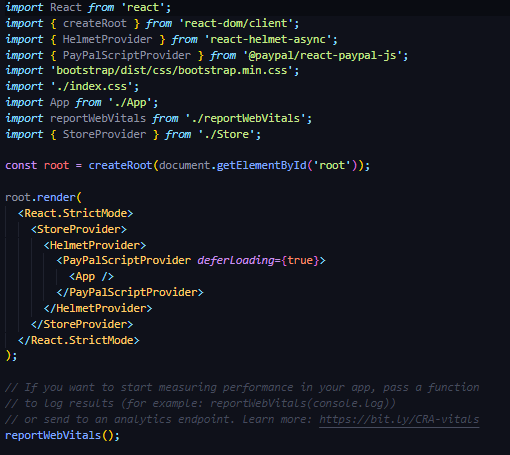 import React from 'react';
import { createRoot } from 'react-dom/client';
import { HelmetProvider } from 'react-helmet-async';
import { PayPalScriptProvider } from '@paypal/react-paypal-js';
import 'bootstrap/dist/css/bootstrap.min.css';
import './index.css';
import App from './App';
import reportWebVitals from './reportWebVitals';
import { StoreProvider } from './Store';

const root = createRoot(document.getElementById('root'));

root.render(
  <React.StrictMode>
    <StoreProvider>
      <HelmetProvider>
        <PayPalScriptProvider deferLoading={true}>
          <App />
        </PayPalScriptProvider>
      </HelmetProvider>
    </StoreProvider>
  </React.StrictMode>
);

// If you want to start measuring performance in your app, pass a function
// to log results (for example: reportWebVitals(console.log))
// or send to an analytics endpoint. Learn more: https://bit.ly/CRA-vitals
reportWebVitals();